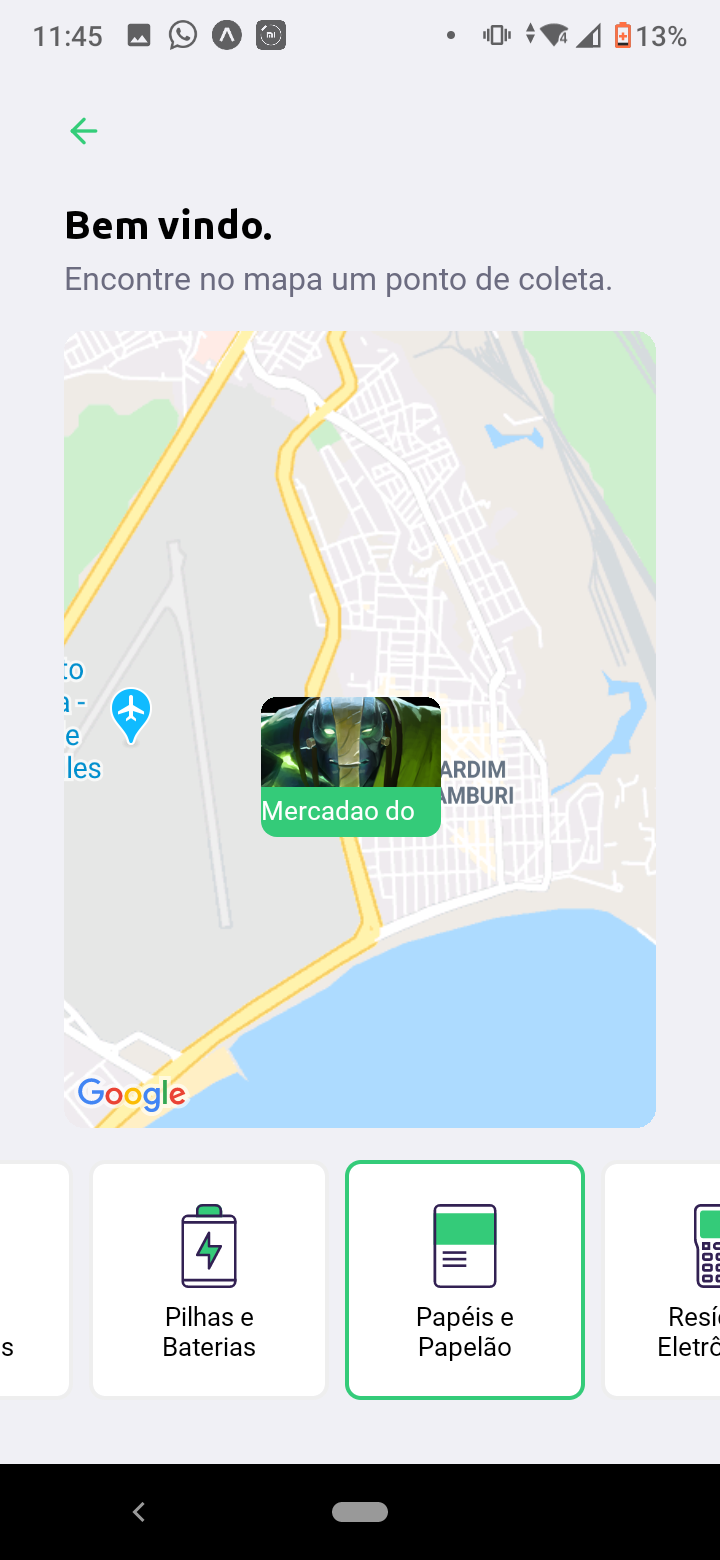 11:45
4
13%
Bem vindo.
Encontre no mapa um ponto de coleta.
to
a -
e
les
ARDIM
AMBURI
Mercadao do
Google
s
Pilhas e
Baterias
Papéis e
Papelão
Resí
Eletrô